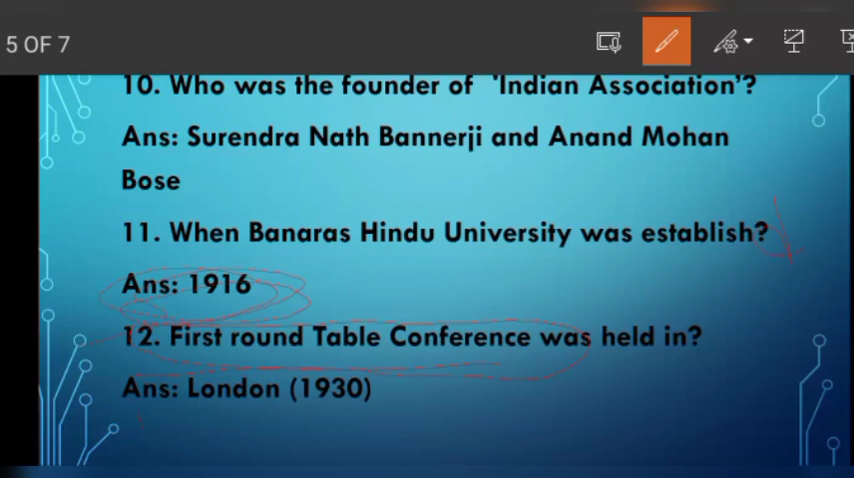 5 OF 7
10. Who was the founder of 'Indian Association'?
Ans: Surendra Nath Bannerji and Anand Mohan
Bose
11. When Banaras Hindu University was establish?
Ans: 1916
12. First round Table Conference was held in?
Ans: London (1930)